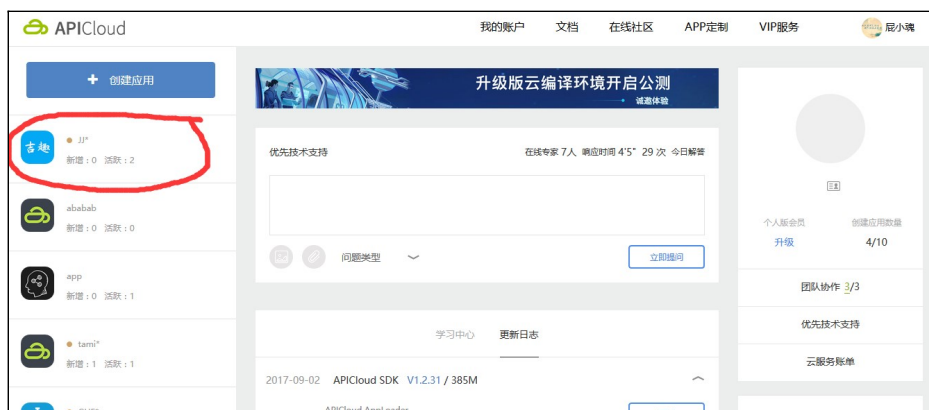 APICloud
我的账户 文档 在线社区 APP定制 VIP服务 屁小魂
+ 创建应用
吉趣
JJ*
新增：0 活跃：2
ababab
新增：0 活跃：0
app
新增：0 活跃：1
tami*
新增：1 活跃：1
升级版云编译环境开启公测
诚邀体验
优先技术支持 在线专家 7人 响应时间 4'5" 29 次 今日解答
问题类型
立即提问
学习中心 更新日志
2017-09-02 APICloud SDK V1.2.31 / 385M
APICloud AppLoader
个人版会员 创建应用数量
升级 4/10
团队协作 3/3
优先技术支持
云服务账单